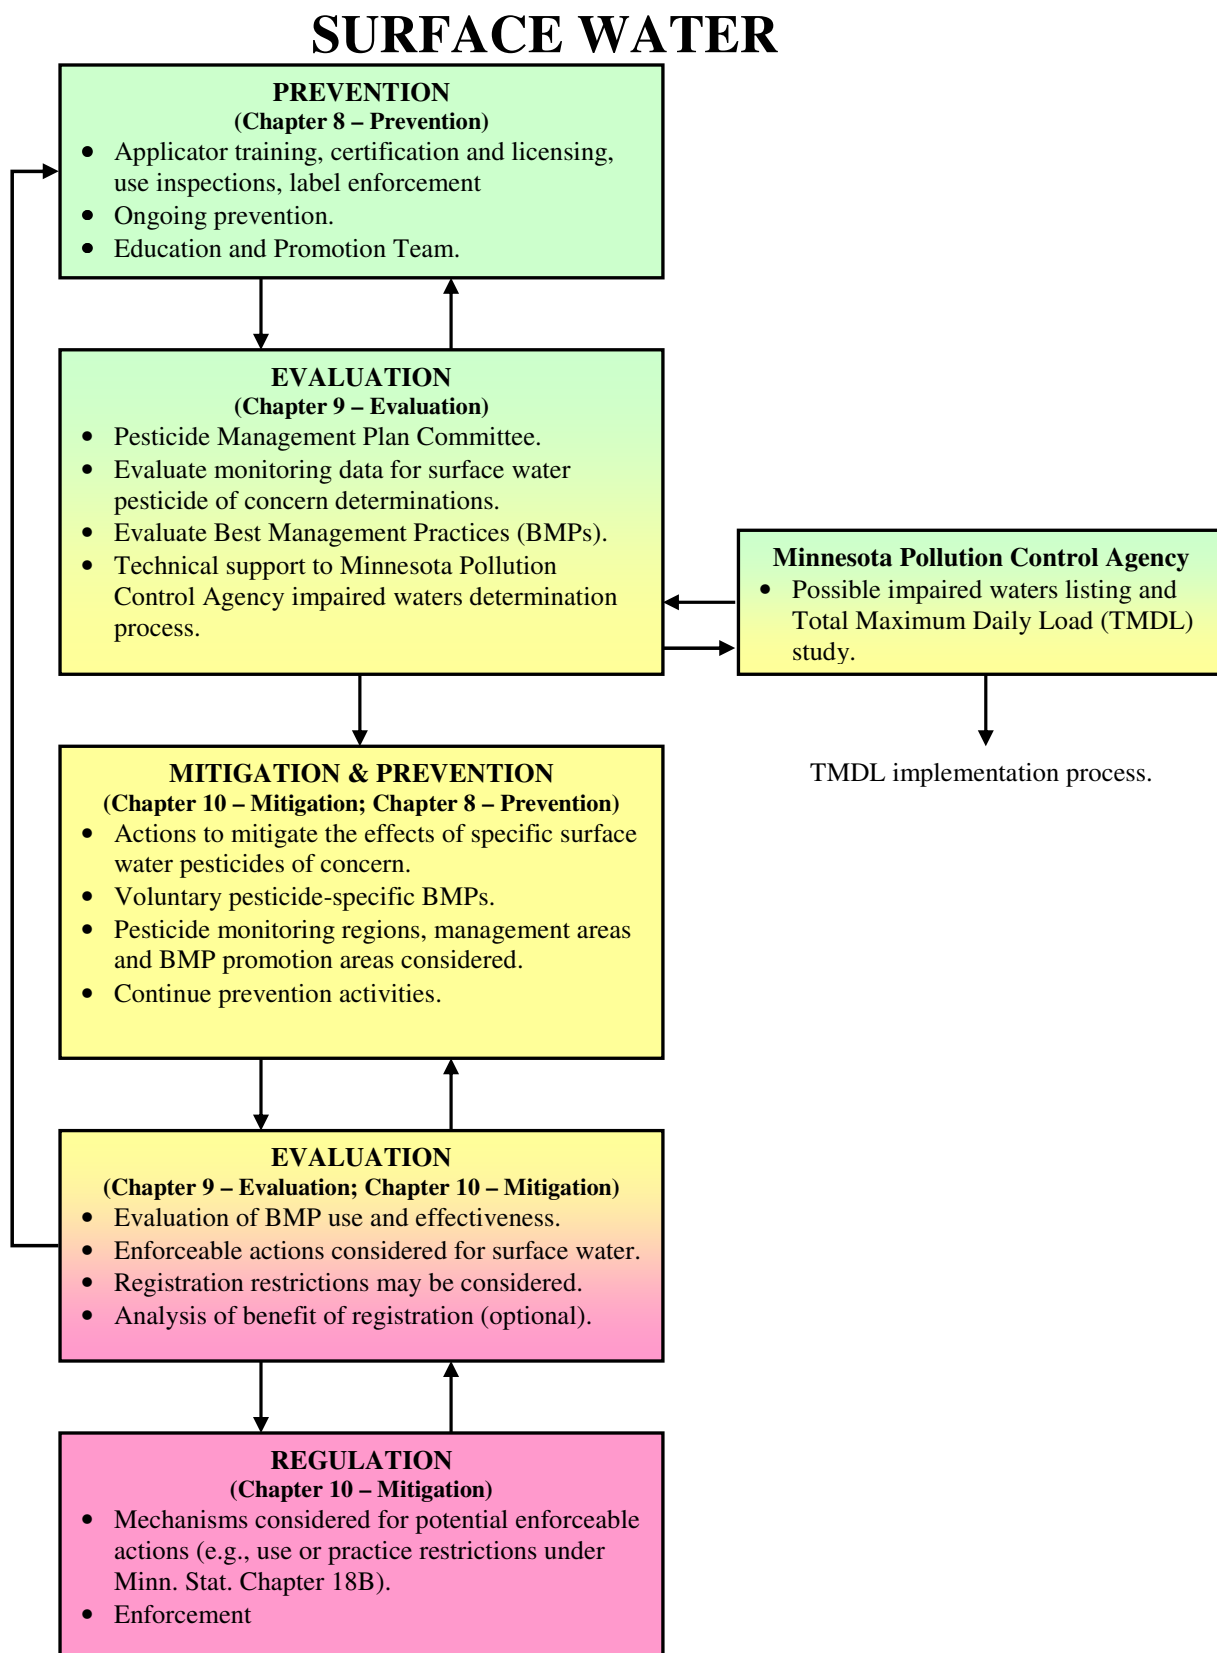 SURFACE WATER
PREVENTION
(Chapter 8 – Prevention)
• Applicator training, certification and licensing,
use inspections, label enforcement
• Ongoing prevention.
• Education and Promotion Team.
EVALUATION
(Chapter 9 – Evaluation)
• Pesticide Management Plan Committee.
• Evaluate monitoring data for surface water
pesticide of concern determinations.
• Evaluate Best Management Practices (BMPs).
• Technical support to Minnesota Pollution
Control Agency impaired waters determination
process.
Minnesota Pollution Control Agency
• Possible impaired waters listing and
Total Maximum Daily Load (TMDL)
study.
TMDL implementation process.
MITIGATION & PREVENTION
(Chapter 10 – Mitigation; Chapter 8 – Prevention)
• Actions to mitigate the effects of specific surface
water pesticides of concern.
• Voluntary pesticide-specific BMPs.
• Pesticide monitoring regions, management areas
and BMP promotion areas considered.
• Continue prevention activities.
EVALUATION
(Chapter 9 – Evaluation; Chapter 10 – Mitigation)
• Evaluation of BMP use and effectiveness.
• Enforceable actions considered for surface water.
• Registration restrictions may be considered.
• Analysis of benefit of registration (optional).
REGULATION
(Chapter 10 – Mitigation)
• Mechanisms considered for potential enforceable
actions (e.g., use or practice restrictions under
Minn. Stat. Chapter 18B).
• Enforcement